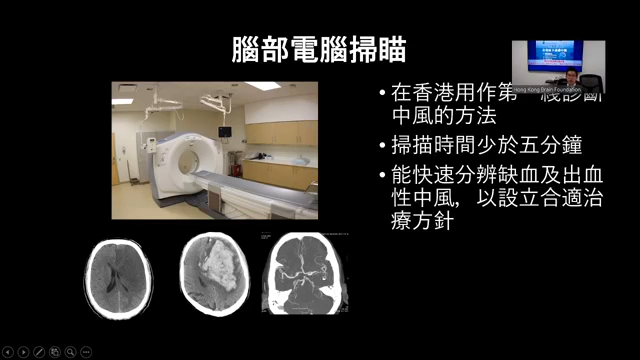 腦部電腦掃瞄
Hong Kong Brain Foundation
• 在香港用作第一綫診斷
中風的方法
• 掃描時間少於五分鐘
• 能快速分辨缺血及出血
性中風，以設立合適治
療方針